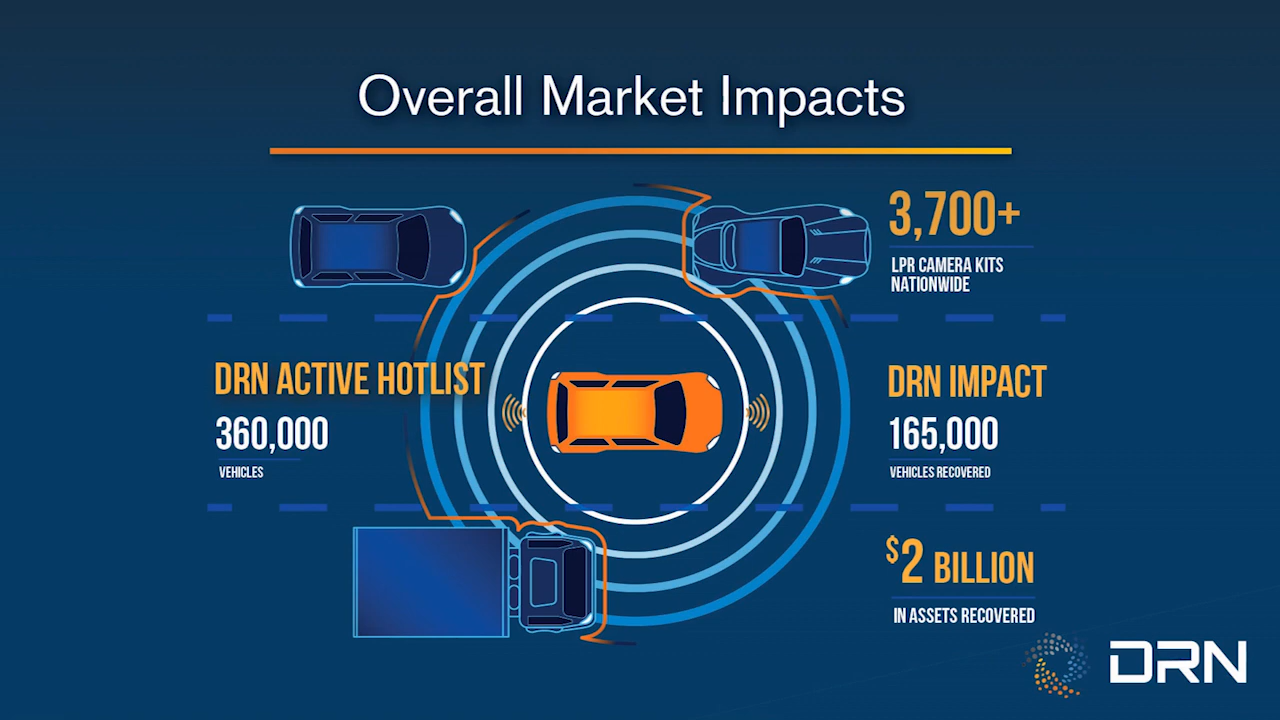 Overall Market Impacts
3,700+
LPR CAMERA KITS
NATIONWIDE
DRN ACTIVE HOTLIST
360,000
VEHICLES
DRN IMPACT
165,000
VEHICLES RECOVERED
$2 BILLION
IN ASSETS RECOVERED
DRN